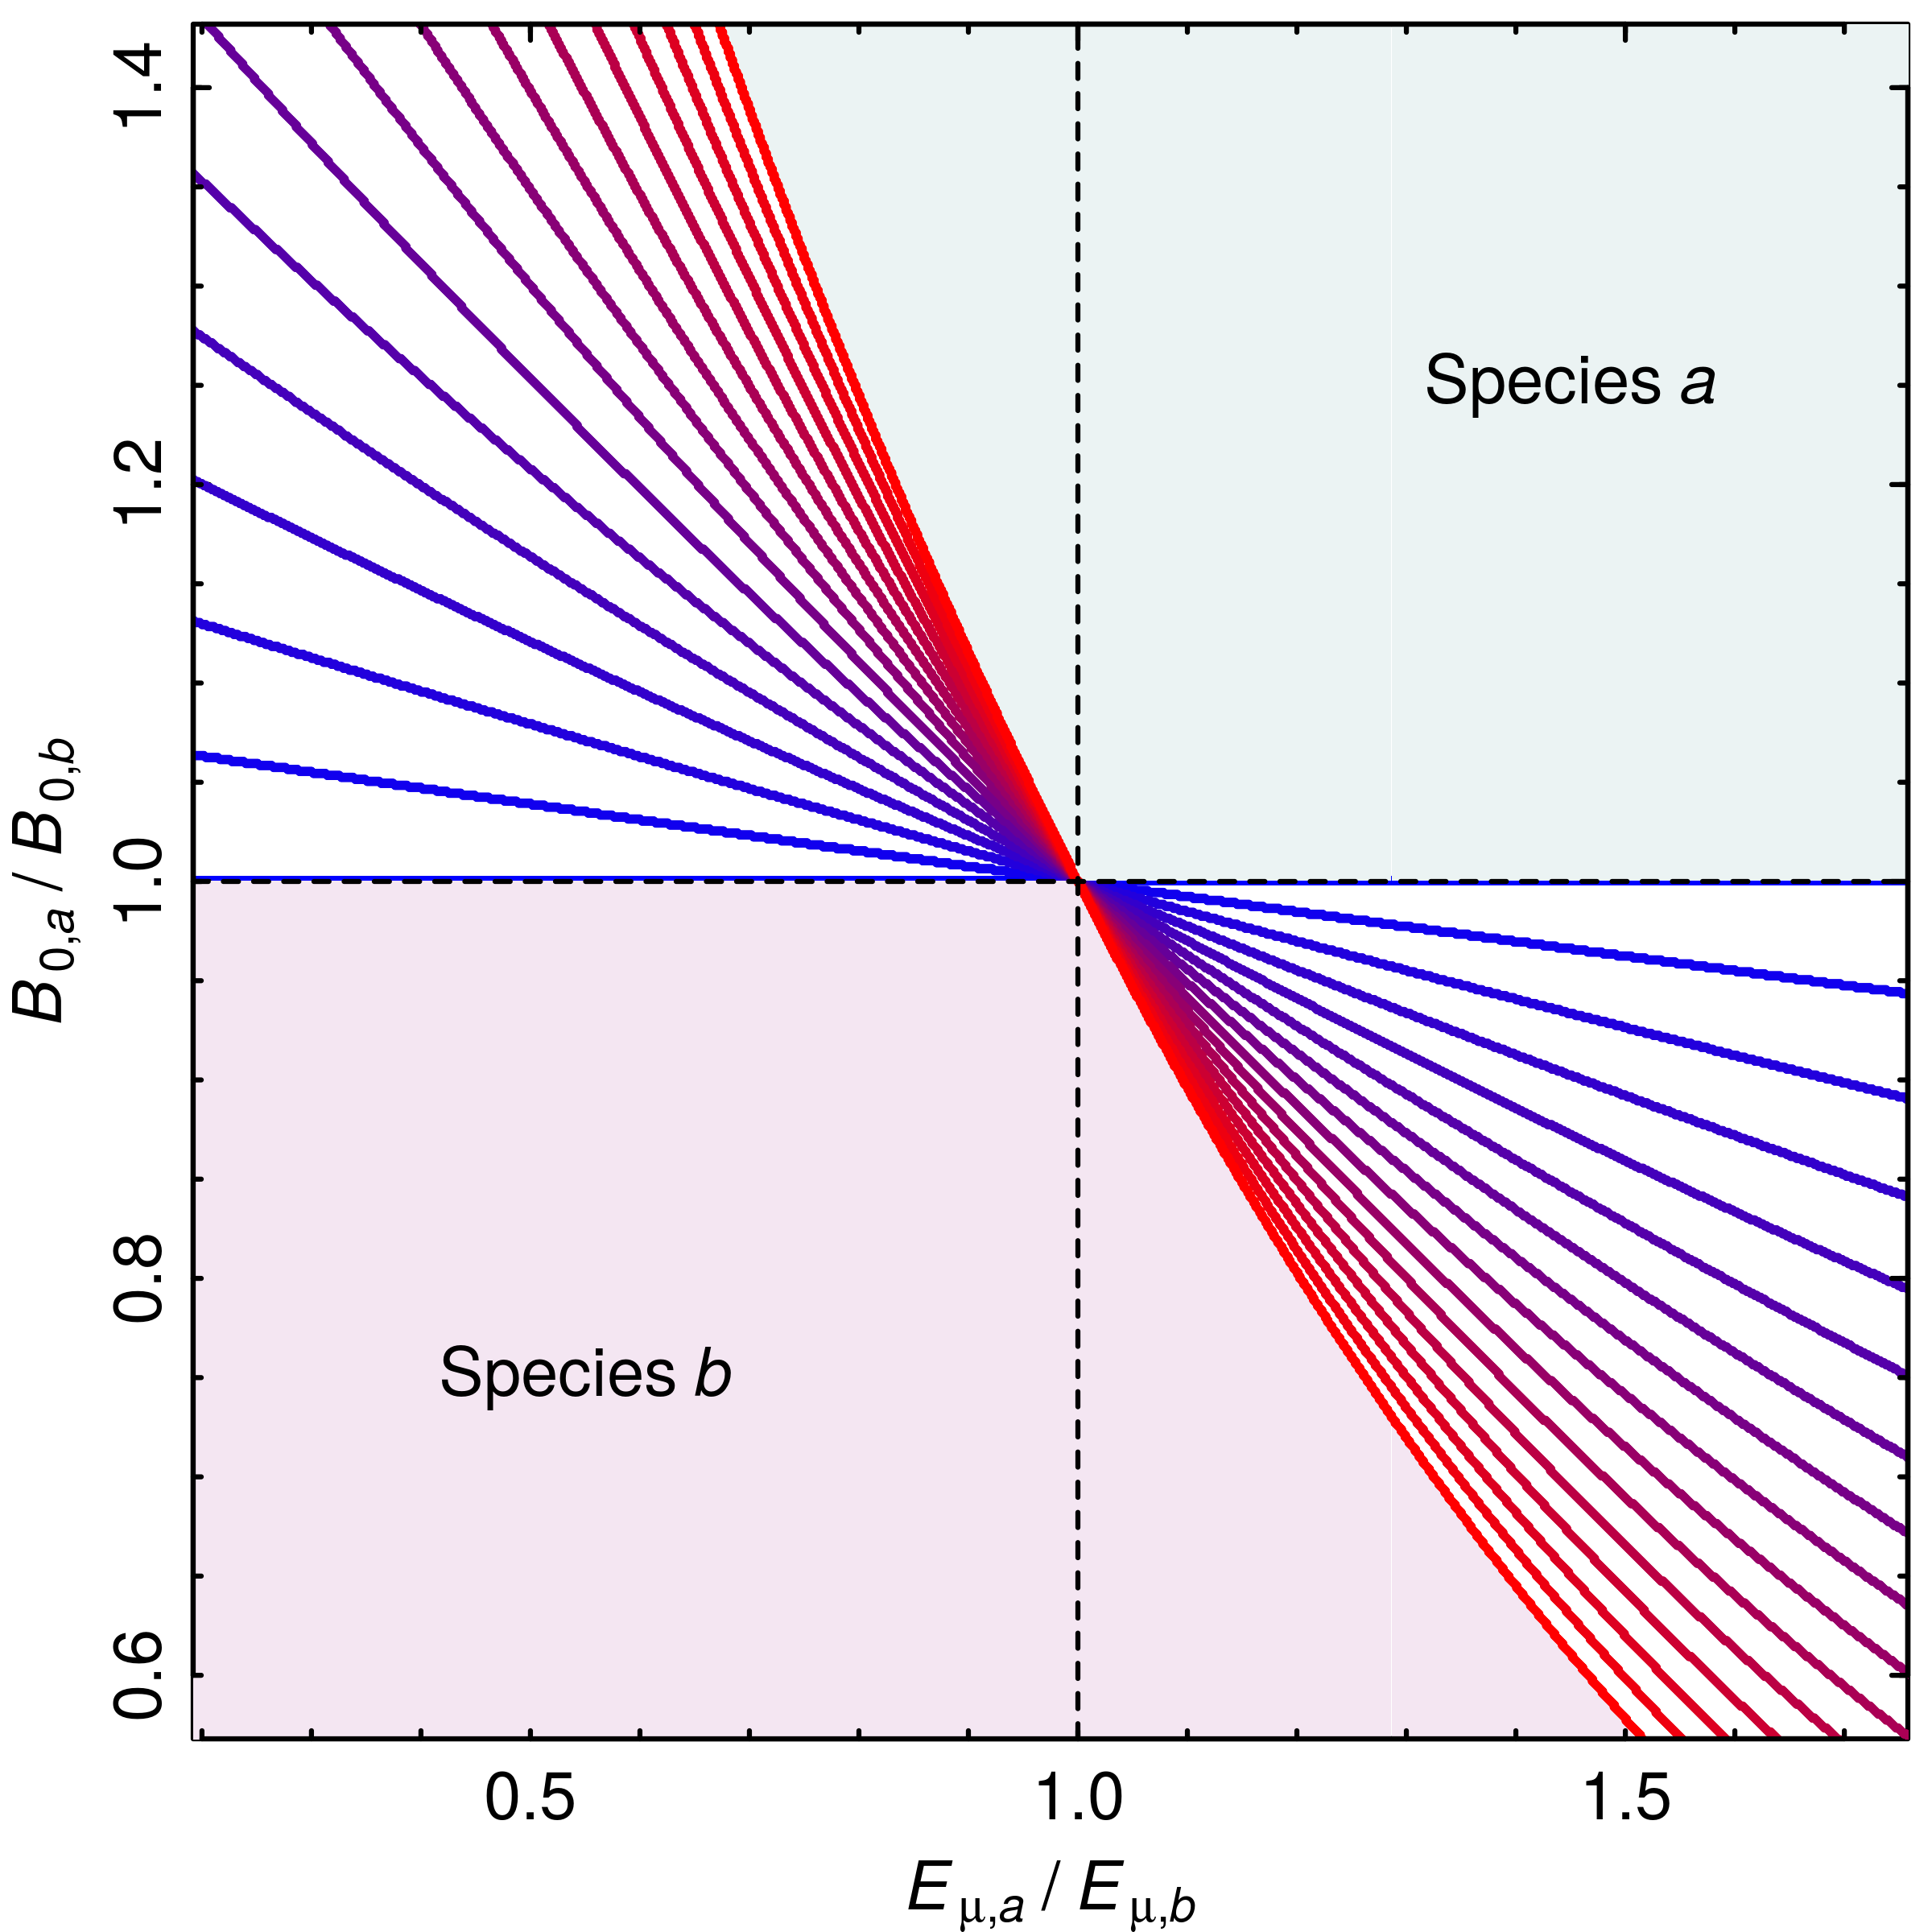 1.4
1.2
1.0
0.8
0.6
B0,a / B0,b
Species a
Species b
0.5 1.0 1.5
Eμ,a / Eμ,b